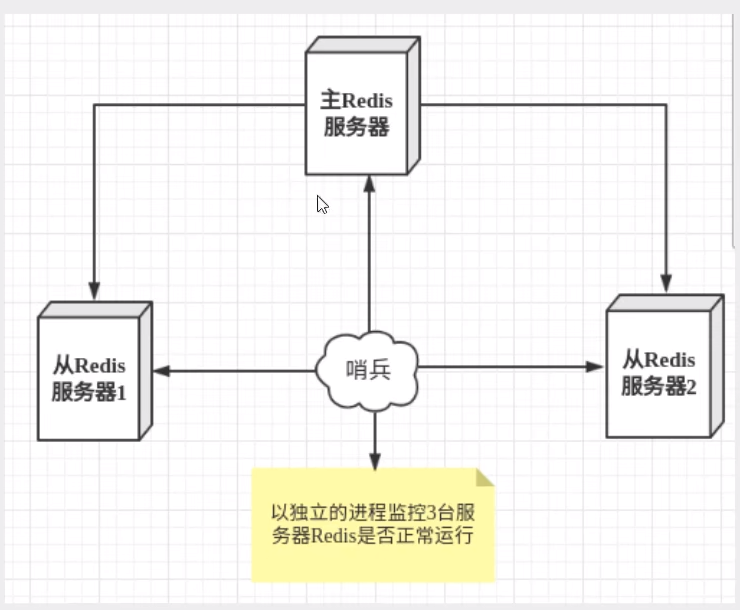 主Redis
服务器
从Redis
服务器1
哨兵
从Redis
服务器2
以独立的进程监控3台服
务器Redis是否正常运行